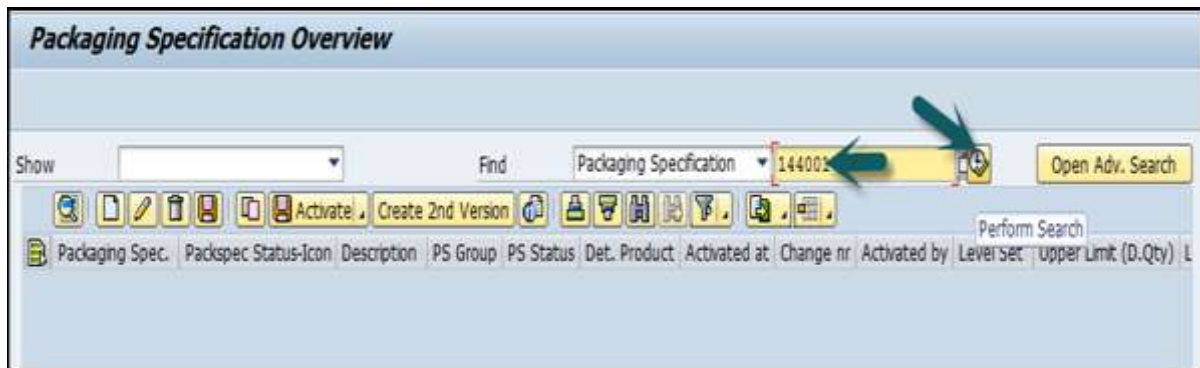 Packaging Specification Overview
Show Find Packaging Specification 144001 Open Adv. Search
Activate Create 2nd Version
Perform Search
Packaging Spec. Packspec Status-Icon Description PS Group PS Status Det. Product Activated at Change nr Activated by Level Set Upper Limit (D.Qty) L